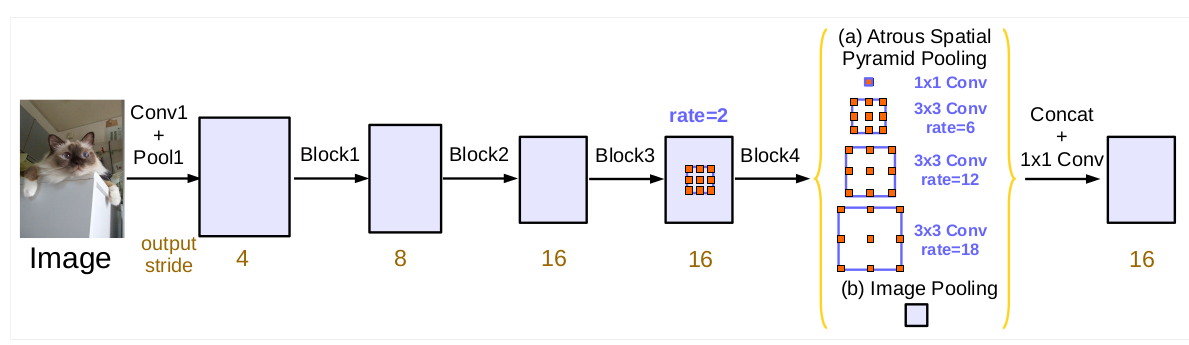 Image
Conv1
+
Pool1
output
stride
4
Block1
8
Block2
16
Block3
rate=2
16
Block4
(a) Atrous Spatial
Pyramid Pooling
1x1 Conv
3x3 Conv
rate=6
3x3 Conv
rate=12
3x3 Conv
rate=18
(b) Image Pooling
Concat
+
1x1 Conv
16